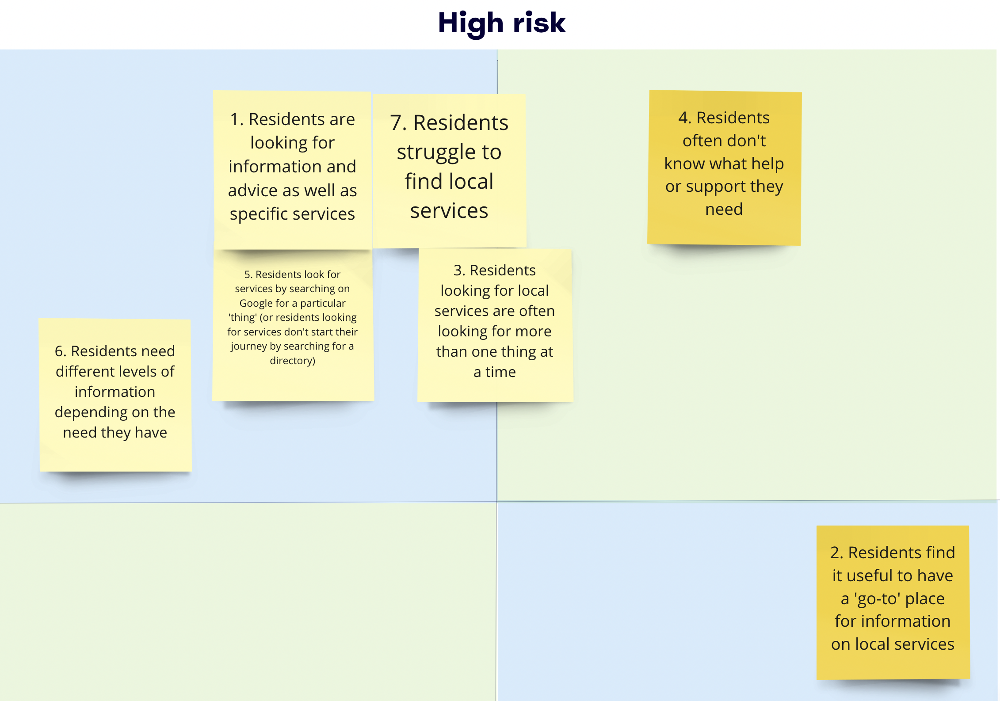 High risk
1. Residents are
looking for
information and
advice as well as
specific services
7. Residents
struggle to
find local
services
4. Residents
often don't
know what help
or support they
need
5. Residents look for
services by searching on
Google for a particular
'thing' (or residents looking
for services don't start their
journey by searching for a
directory)
3. Residents
looking for local
services are often
looking for more
than one thing at
a time
6. Residents need
different levels of
information
depending on the
need they have
2. Residents find
it useful to have
a 'go-to' place
for information
on local services